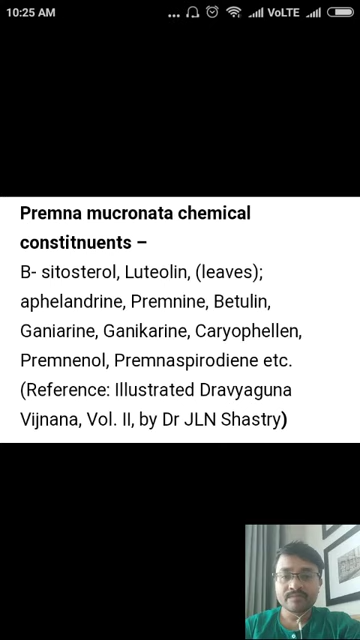 10:25 AM ... VoLTE
Premna mucronata chemical
constitnuents –
B- sitosterol, Luteolin, (leaves);
aphelandrine, Premnine, Betulin,
Ganiarine, Ganikarine, Caryophellen,
Premnenol, Premnaspirodiene etc.
(Reference: Illustrated Dravyaguna
Vijnana, Vol. II, by Dr JLN Shastry)